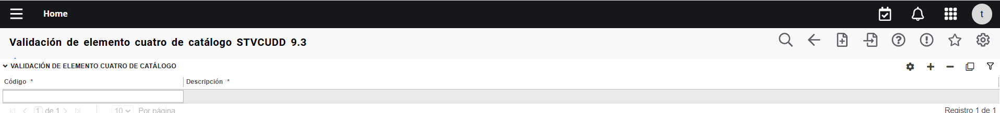 Home
t
Validación de elemento cuatro de catálogo STVCUDD 9.3
VALIDACIÓN DE ELEMENTO CUATRO DE CATÁLOGO
Código *
Descripción *
1 de 1
10
Por página
Registro 1 de 1